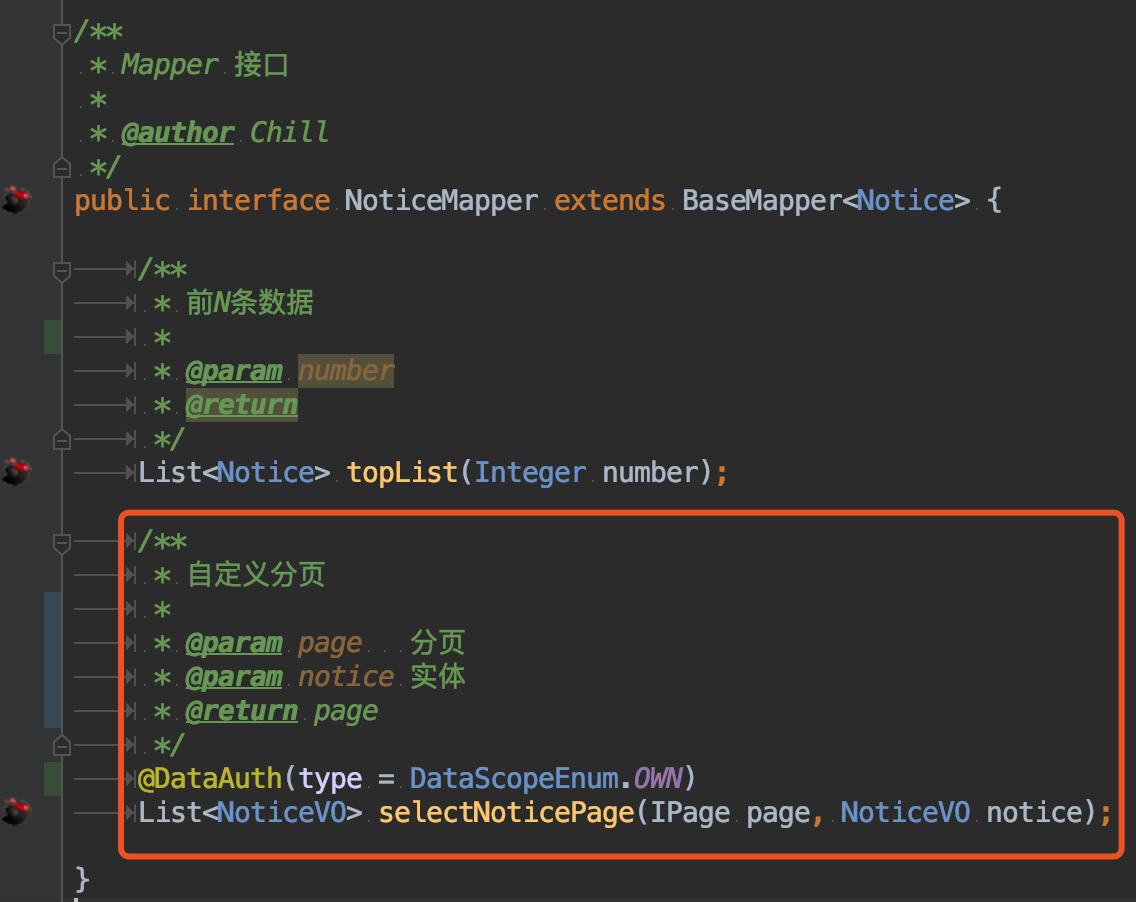 /**
 * Mapper 接口
 *
 * @author Chill
 */
public interface NoticeMapper extends BaseMapper<Notice> {
/**
 * 前N条数据
 *
 * @param number
 * @return
 */
List<Notice> topList(Integer number);
/**
 * 自定义分页
 *
 * @param page   分页
 * @param notice 实体
 * @return page
 */
@DataAuth(type = DataScopeEnum.OWN)
List<NoticeVO> selectNoticePage(IPage page, NoticeVO notice);
}